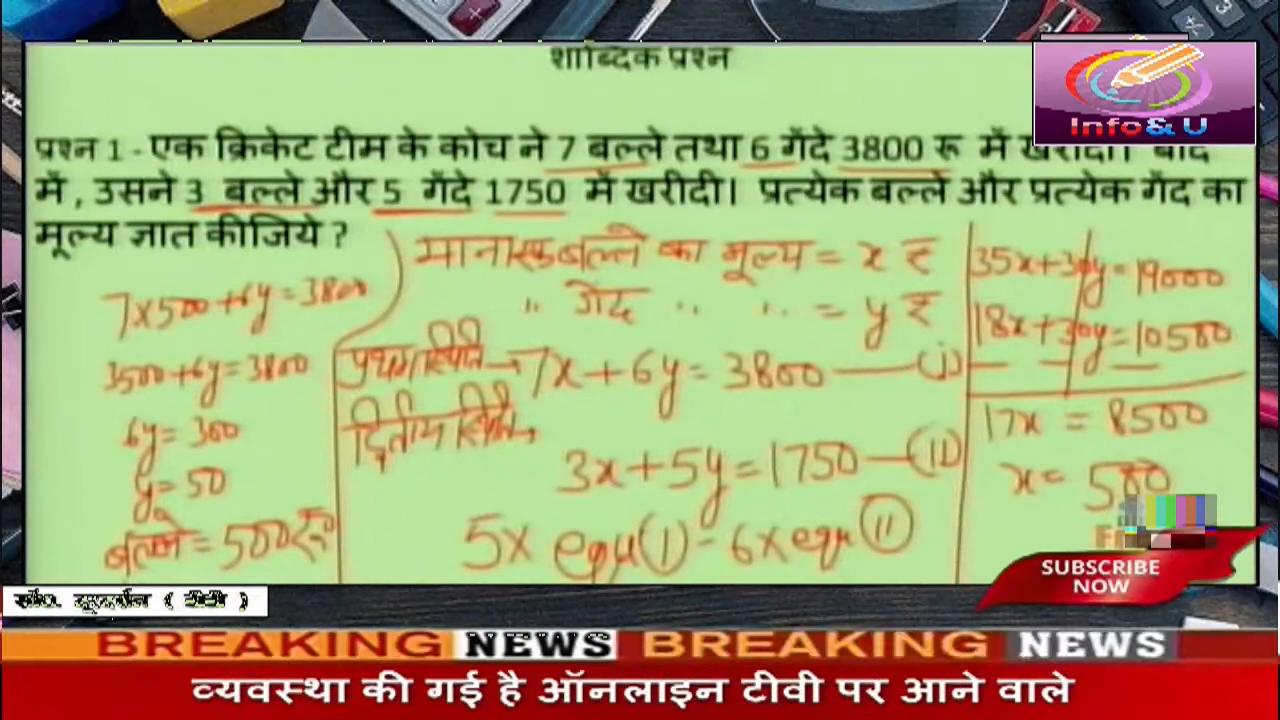 शाब्दिक प्रश्न
Info & U
प्रश्न 1 - एक क्रिकेट टीम के कोच ने 7 बल्ले तथा 6 गेंदे 3800 रू में खरीदी। बाद
में , उसने 3 बल्ले और 5 गेंदे 1750 में खरीदी। प्रत्येक बल्ले और प्रत्येक गेंद का
मूल्य ज्ञात कीजिये ?
7x500+6y=3800
3500+6y=3800
6y=300
y=50
बल्ले = 500 रू0
माना एक बल्ले का मूल्य = x ₹
,, गेंद ,, ,, = y ₹
प्रथम स्थिति → 7x+6y=3800 — (i)
द्वितीय स्थिति →
3x+5y=1750 — (ii)
5x equ (i) - 6x equ (ii)
35x+30y=19000
18x+30y=10500
17x = 8500
x= 500
SUBSCRIBE
NOW
BREAKING NEWS BREAKING NEWS
व्यवस्था की गई है ऑनलाइन टीवी पर आने वाले